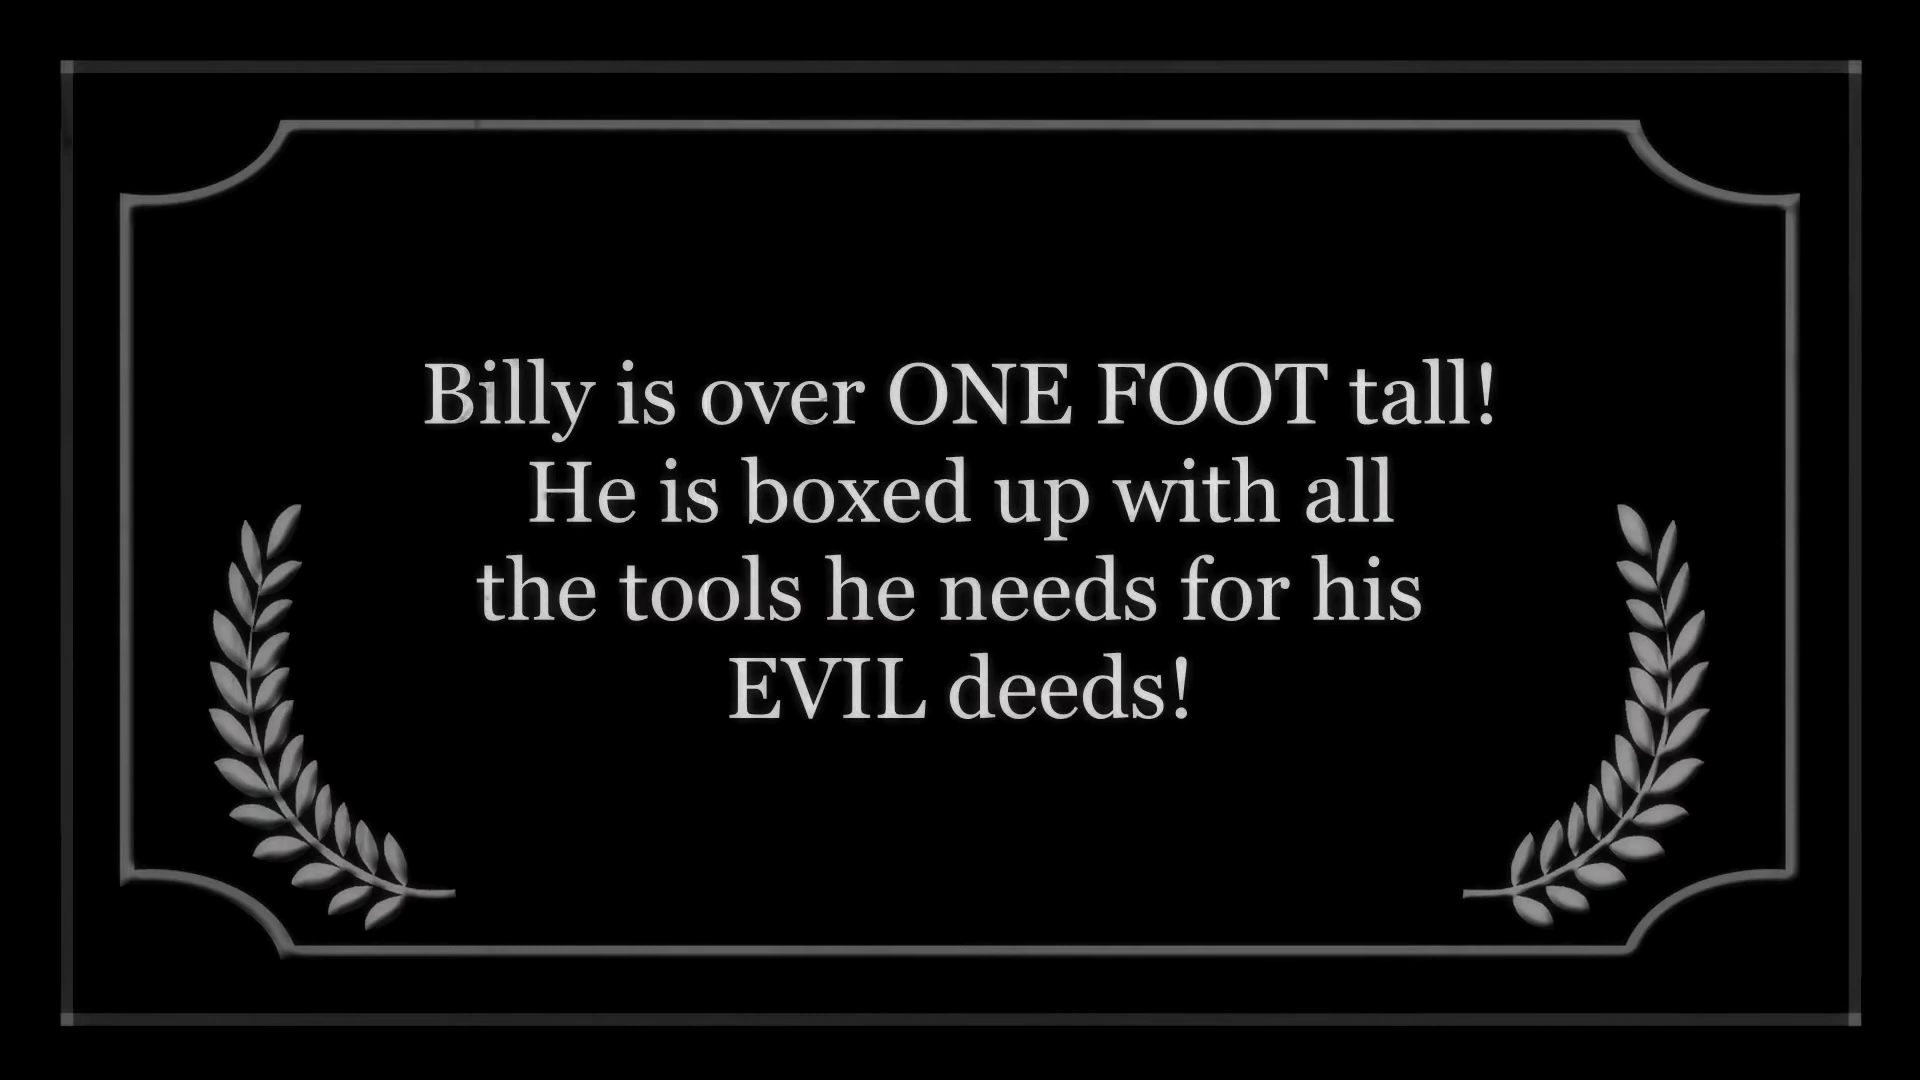 Billy is over ONE FOOT tall!
He is boxed up with all
the tools he needs for his
EVIL deeds!